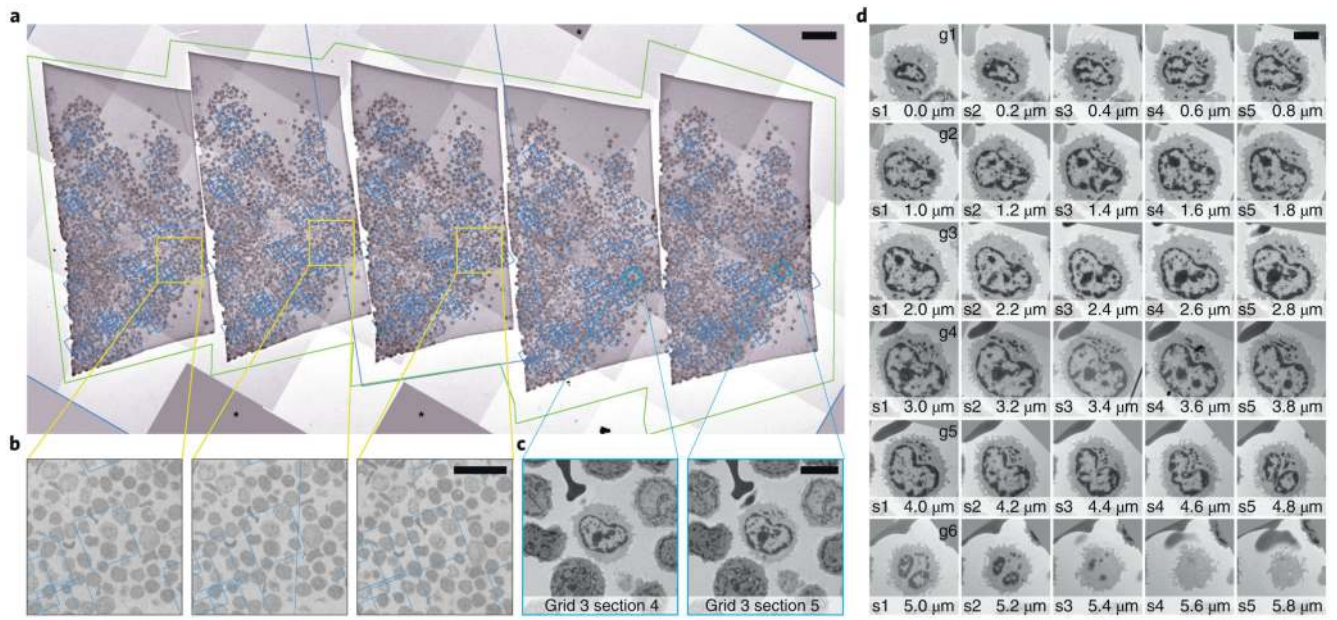 a
*
* *
b
c
Grid 3 section 4 Grid 3 section 5
d
g1
s1 0.0 µm s2 0.2 µm s3 0.4 µm s4 0.6 µm s5 0.8 µm
g2
s1 1.0 µm s2 1.2 µm s3 1.4 µm s4 1.6 µm s5 1.8 µm
g3
s1 2.0 µm s2 2.2 µm s3 2.4 µm s4 2.6 µm s5 2.8 µm
g4
s1 3.0 µm s2 3.2 µm s3 3.4 µm s4 3.6 µm s5 3.8 µm
g5
s1 4.0 µm s2 4.2 µm s3 4.4 µm s4 4.6 µm s5 4.8 µm
g6
s1 5.0 µm s2 5.2 µm s3 5.4 µm s4 5.6 µm s5 5.8 µm